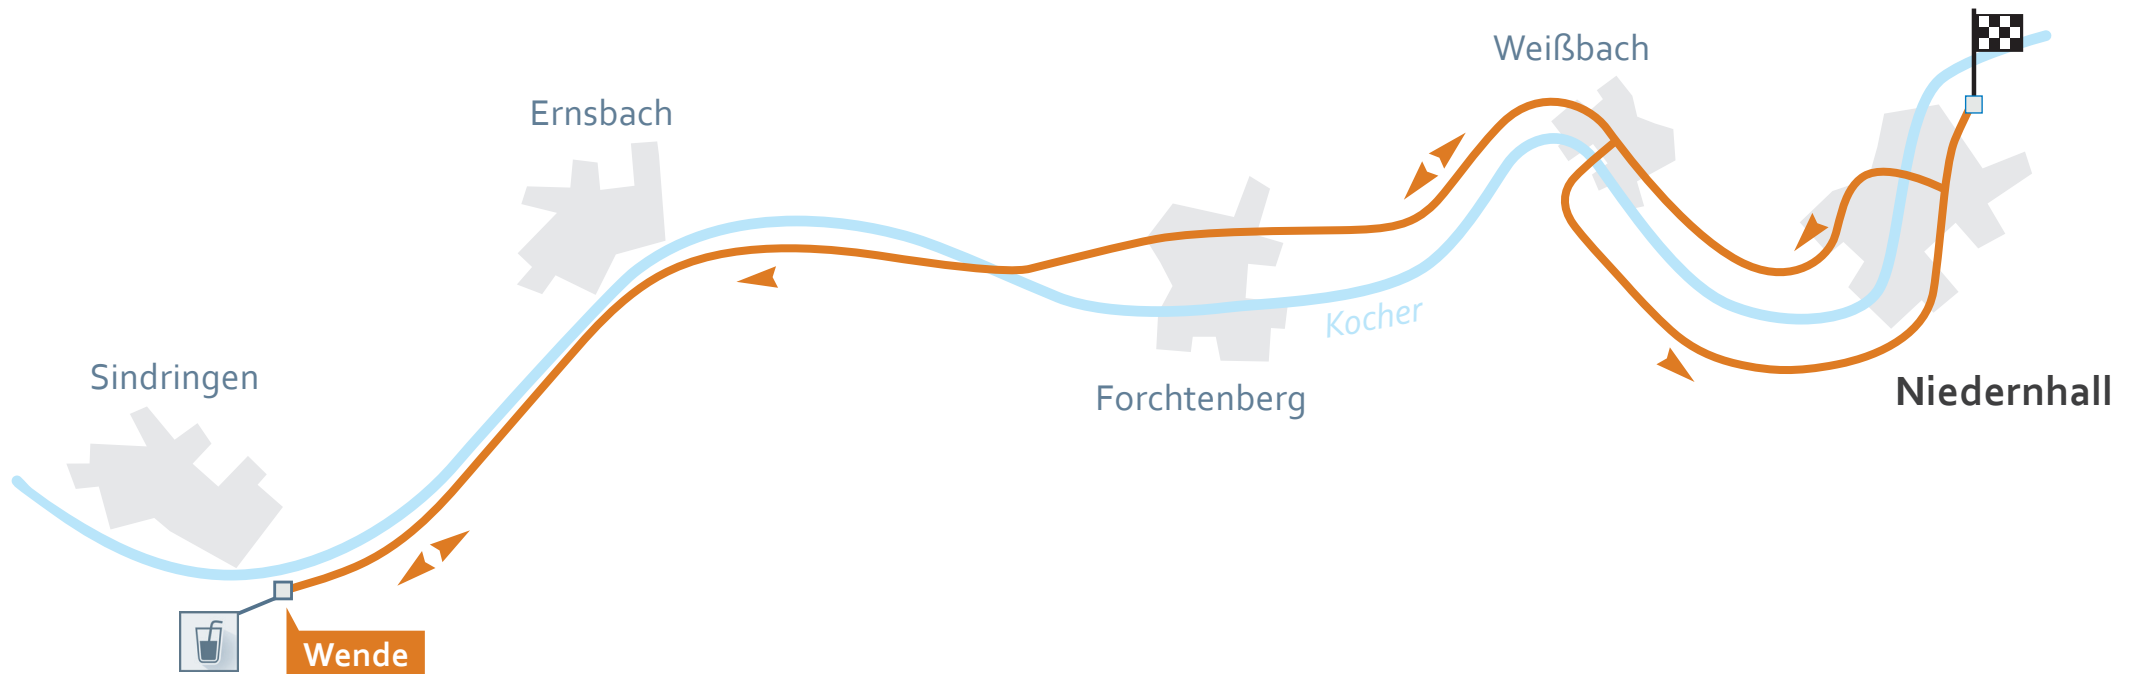 Weißbach
Ernsbach
Kocher
Sindringen
Forchtenberg
Niedernhall
Wende